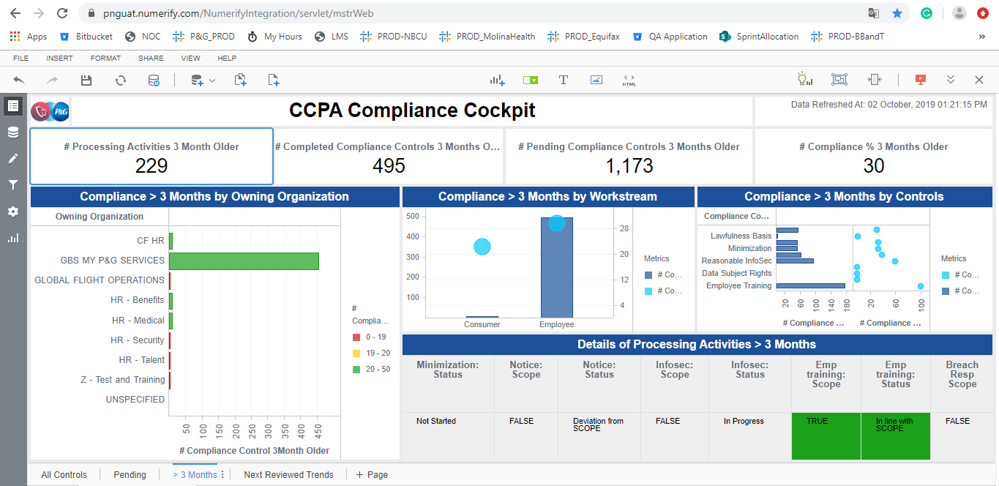 pnguat.numerify.com/NumerifyIntegration/servlet/mstrWeb
Apps Bitbucket NOC P&G_PROD My Hours LMS PROD-NBCU PROD_MolinaHealth PROD_Equifax QA Application SprintAllocation PROD-BBandT »
FILE INSERT FORMAT SHARE VIEW HELP
HTML
P&G
CCPA Compliance Cockpit
Data Refreshed At: 02 October, 2019 01:21:15 PM
# Processing Activities 3 Month Older
229
# Completed Compliance Controls 3 Months O...
495
# Pending Compliance Controls 3 Months Older
1,173
# Compliance % 3 Months Older
30
Compliance > 3 Months by Owning Organization
Owning Organization
CF HR
GBS MY P&G SERVICES
GLOBAL FLIGHT OPERATIONS
HR - Benefits
HR - Medical
HR - Security
HR - Talent
Z - Test and Training
UNSPECIFIED
50 100 150 200 250 300 350 400 450
# Compliance Control 3Month Older
#
Complia...
0 - 19
19 - 20
20 - 50
Compliance > 3 Months by Workstream
500
400
300
200
100
28
20
12
4
Consumer Employee
Metrics
# Co...
# Co...
Compliance > 3 Months by Controls
Compliance Co...
Lawfulness Basis
Minimization
Reasonable InfoSec
Data Subject Rights
Employee Training
20 60 100 140 180 20 60 100
# Compliance ... # Compliance ...
Metrics
# Co...
# Co...
Details of Processing Activities > 3 Months
Minimization: Status
Notice: Scope
Notice: Status
Infosec: Scope
Infosec: Status
Emp training: Scope
Emp training: Status
Breach Resp Scope
Not Started
FALSE
Deviation from SCOPE
FALSE
In Progress
TRUE
In line with SCOPE
FALSE
All Controls Pending > 3 Months Next Reviewed Trends + Page